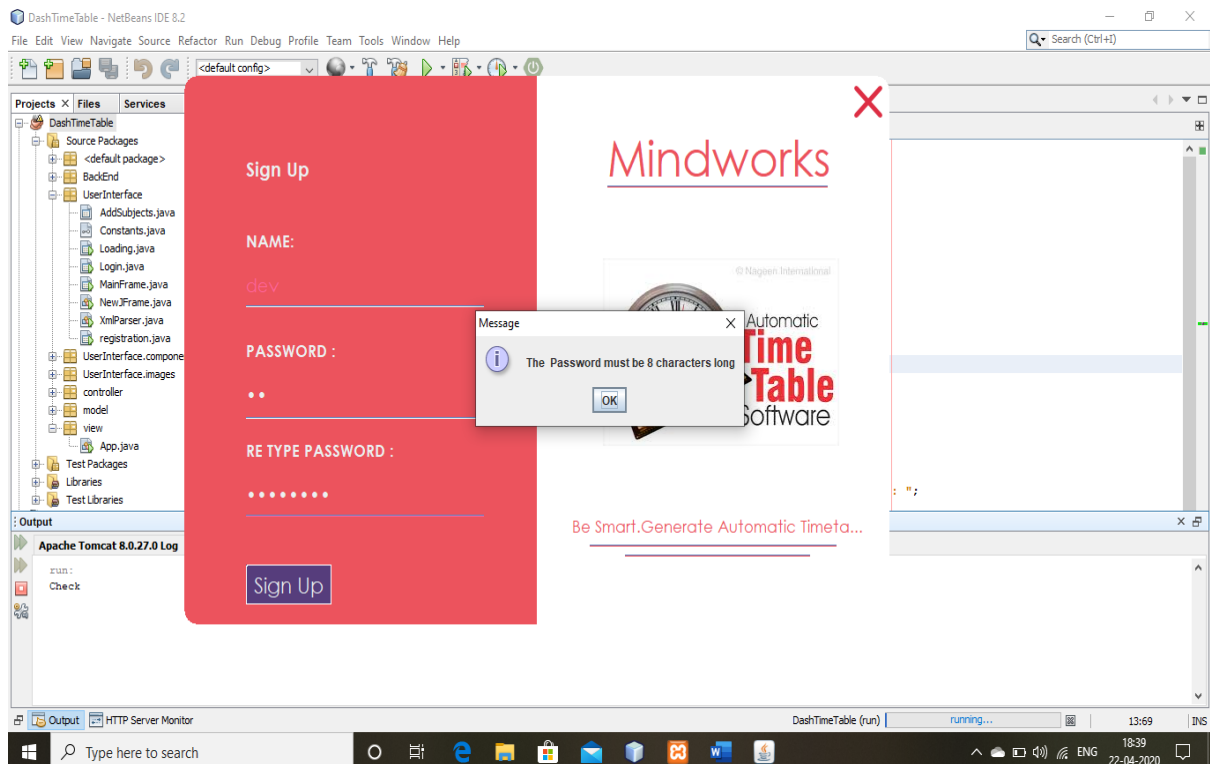 DashTimeTable - NetBeans IDE 8.2
File Edit View Navigate Source Refactor Run Debug Profile Team Tools Window Help
Search (Ctrl+I)
<default config>
Projects Files Services
DashTimeTable
Source Packages
<default package>
BackEnd
UserInterface
AddSubjects.java
Constants.java
Loading.java
Login.java
MainFrame.java
NewJFrame.java
XmlParser.java
registration.java
UserInterface.compone
UserInterface.images
controller
model
view
App.java
Test Packages
Libraries
Test Libraries
Sign Up
NAME:
dev
PASSWORD :
RE TYPE PASSWORD :
Sign Up
Mindworks
© Nageen International
Automatic
Time
Table
Software
Be Smart.Generate Automatic Timeta...
Message
The  Password must be 8 characters long
OK
: ";
Output
Apache Tomcat 8.0.27.0 Log
run:
Check
Output HTTP Server Monitor
DashTimeTable (run) running... 13:69 INS
Type here to search
ENG
18:39
22-04-2020